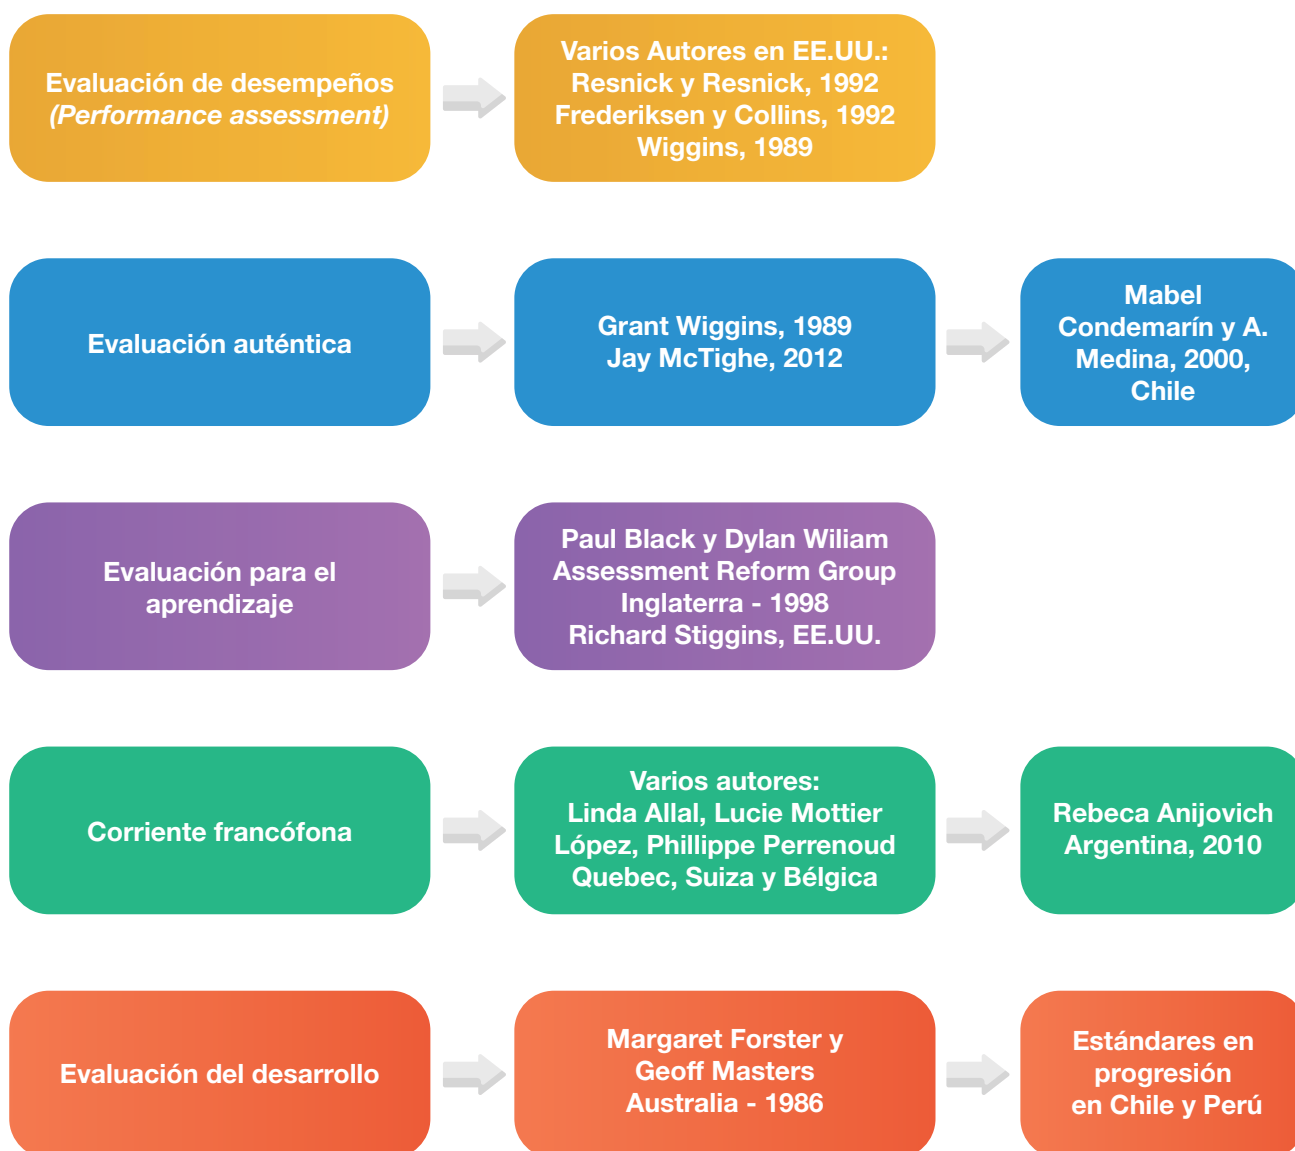 Evaluación de desempeños
(Performance assessment)
Varios Autores en EE.UU.:
Resnick y Resnick, 1992
Frederiksen y Collins, 1992
Wiggins, 1989
Evaluación auténtica
Grant Wiggins, 1989
Jay McTighe, 2012
Mabel
Condemarín y A.
Medina, 2000,
Chile
Evaluación para el
aprendizaje
Paul Black y Dylan Wiliam
Assessment Reform Group
Inglaterra - 1998
Richard Stiggins, EE.UU.
Corriente francófona
Varios autores:
Linda Allal, Lucie Mottier
López, Phillippe Perrenoud
Quebec, Suiza y Bélgica
Rebeca Anijovich
Argentina, 2010
Evaluación del desarrollo
Margaret Forster y
Geoff Masters
Australia - 1986
Estándares en
progresión
en Chile y Perú